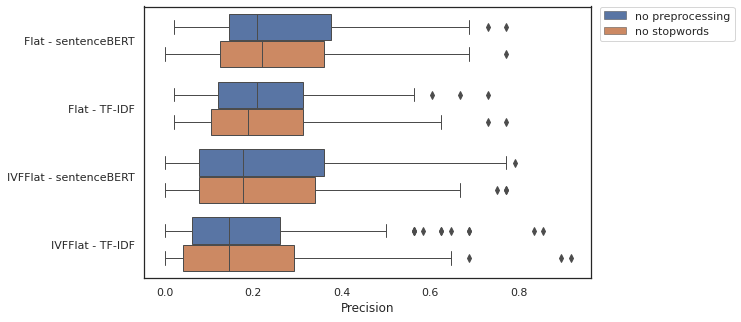 no preprocessing
no stopwords
Flat - sentenceBERT
Flat - TF-IDF
IVFFlat - sentenceBERT
IVFFlat - TF-IDF
0.0 0.2 0.4 0.6 0.8
Precision